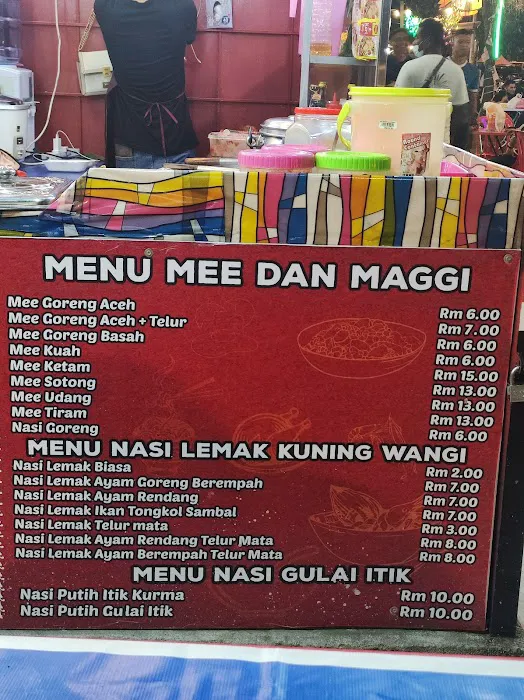 MENU MEE DAN MAGGI
Mee Goreng Aceh Rm 6.00
Mee Goreng Aceh + Telur Rm 7.00
Mee Goreng Basah Rm 6.00
Mee Kuah Rm 6.00
Mee Ketam Rm 15.00
Mee Sotong Rm 13.00
Mee Udang Rm 13.00
Mee Tiram Rm 13.00
Nasi Goreng Rm 6.00
MENU NASI LEMAK KUNING WANGI
Nasi Lemak Biasa Rm 2.00
Nasi Lemak Ayam Goreng Berempah Rm 7.00
Nasi Lemak Ayam Rendang Rm 7.00
Nasi Lemak Ikan Tongkol Sambal Rm 7.00
Nasi Lemak Telur mata Rm 3.00
Nasi Lemak Ayam Rendang Telur Mata Rm 8.00
Nasi Lemak Ayam Berempah Telur Mata Rm 8.00
MENU NASI GULAI ITIK
Nasi Putih Itik Kurma Rm 10.00
Nasi Putih Gulai Itik Rm 10.00